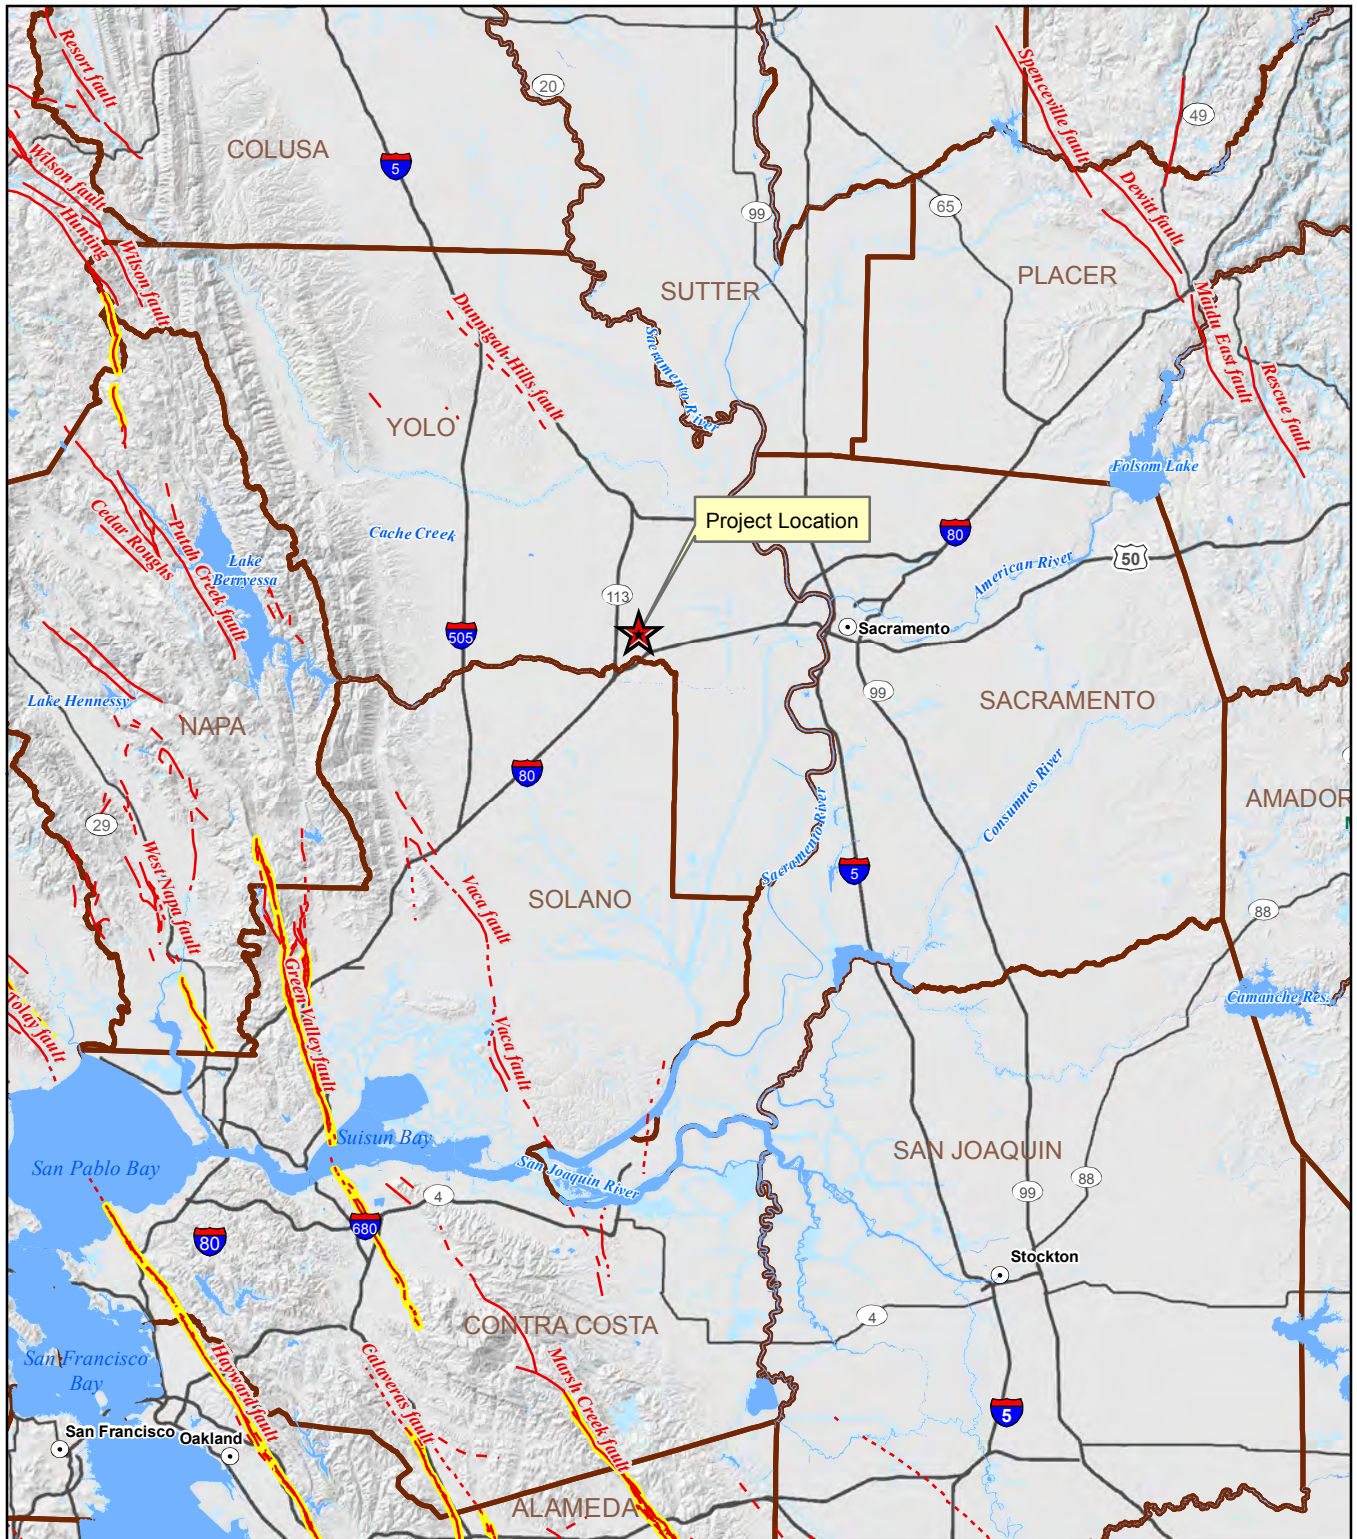 Resort fault
20
Spenceville fault
49
COLUSA
5
Wilson fault
Hunting
Wilson fault
99
65
Dewitt fault
SUTTER
PLACER
Dunnigah Hills fault
Sacramento River
Maidu East fault
Rescue fault
YOLO
Folsom Lake
Cedar Roughs
Putah Creek fault
Cache Creek
Project Location
80
50
American River
Lake
Berryessa
113
505
Sacramento
Lake Hennessy
NAPA
99
SACRAMENTO
80
Consumnes River
AMADOR
29
West Napa fault
Sacramento River
5
Vaca fault
SOLANO
88
Green Valley fault
Tolay fault
Camanche Res.
Vaca fault
Suisun Bay
San Pablo Bay
San Joaquin River
SAN JOAQUIN
4
99
88
680
80
Stockton
CONTRA COSTA
4
San Francisco
Bay
Hayward fault
Calaveras fault
Marsh Creek fault
5
San Francisco
Oakland
ALAMEDA